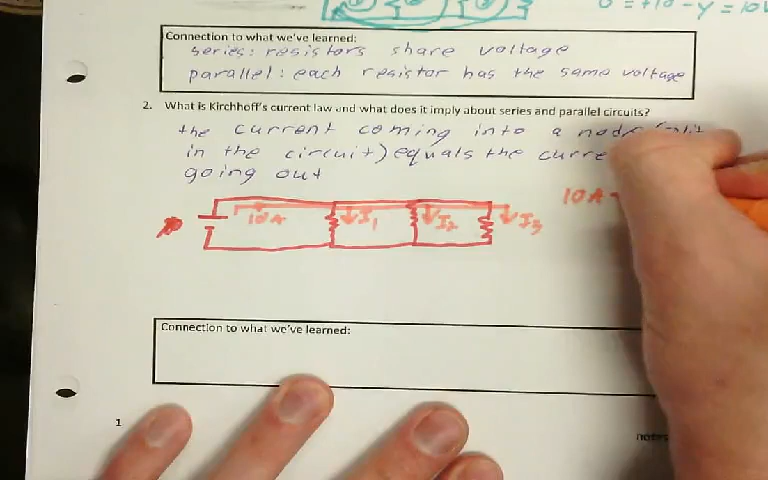 0 = +10 - y = 10V
Connection to what we've learned:
series: resistors share voltage
parallel: each resistor has the same voltage
2. What is Kirchhoff's current law and what does it imply about series and parallel circuits?
the current coming into a node
in the circuit) equals the curre
going out
10A I1 I2 I3
10A
Connection to what we've learned:
1
notes